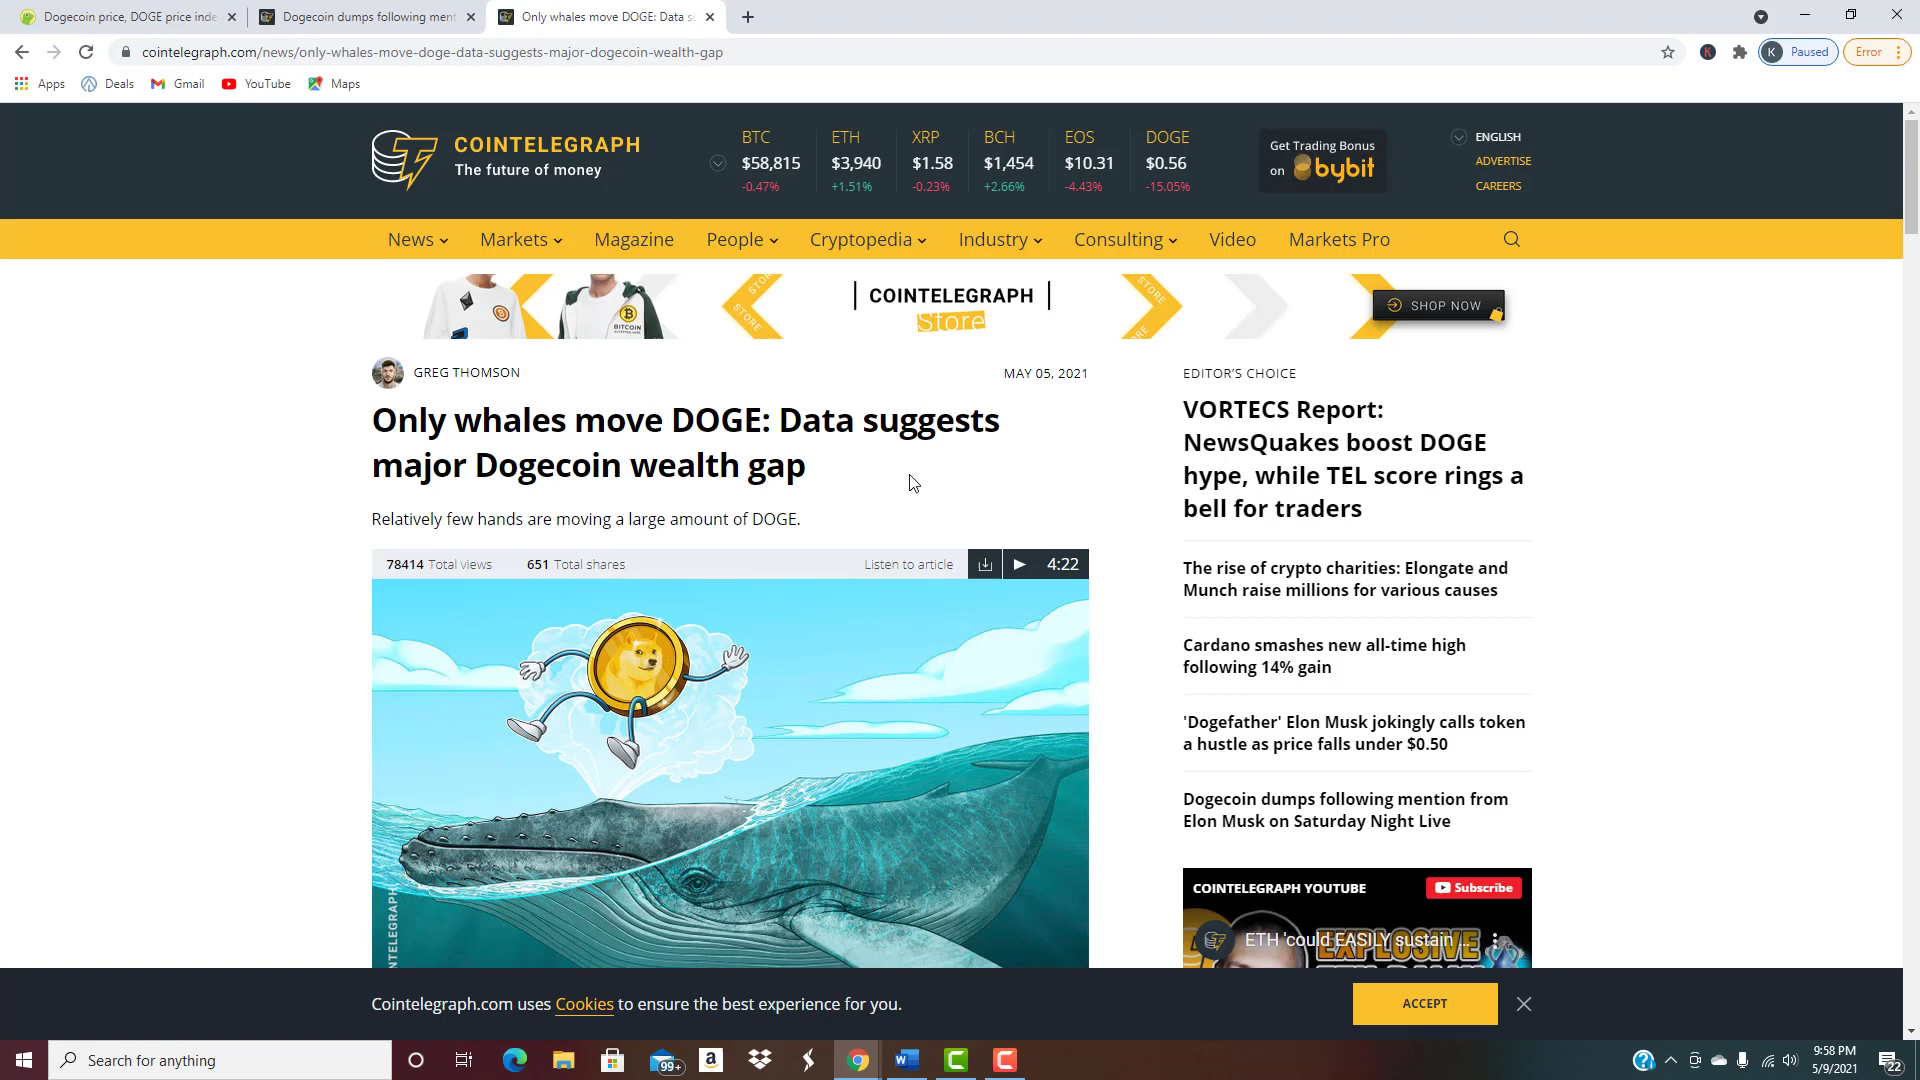 Dogecoin price, DOGE price inde
Dogecoin dumps following ment
Only whales move DOGE: Data su
cointelegraph.com/news/only-whales-move-doge-data-suggests-major-dogecoin-wealth-gap
K Paused
Error
Apps
Deals
Gmail
YouTube
Maps
COINTELEGRAPH
The future of money
BTC ETH XRP BCH EOS DOGE
$58,815 $3,940 $1.58 $1,454 $10.31 $0.56
-0.47% +1.51% -0.23% +2.66% -4.43% -15.05%
Get Trading Bonus
on bybit
ENGLISH
ADVERTISE
CAREERS
News Markets Magazine People Cryptopedia Industry Consulting Video Markets Pro
BITCOIN
STORE
STORE
COINTELEGRAPH
Store
STORE
SHOP NOW
GREG THOMSON
MAY 05, 2021
Only whales move DOGE: Data suggests
major Dogecoin wealth gap
Relatively few hands are moving a large amount of DOGE.
78414 Total views 651 Total shares Listen to article 4:22
NTELEGRAPH
EDITOR'S CHOICE
VORTECS Report:
NewsQuakes boost DOGE
hype, while TEL score rings a
bell for traders
The rise of crypto charities: Elongate and
Munch raise millions for various causes
Cardano smashes new all-time high
following 14% gain
'Dogefather' Elon Musk jokingly calls token
a hustle as price falls under $0.50
Dogecoin dumps following mention from
Elon Musk on Saturday Night Live
COINTELEGRAPH YOUTUBE
Subscribe
ETH 'could EASILY sustain ...
EXPLOSIVE
Cointelegraph.com uses Cookies to ensure the best experience for you.
ACCEPT
Search for anything
99+
9:58 PM
5/9/2021
22